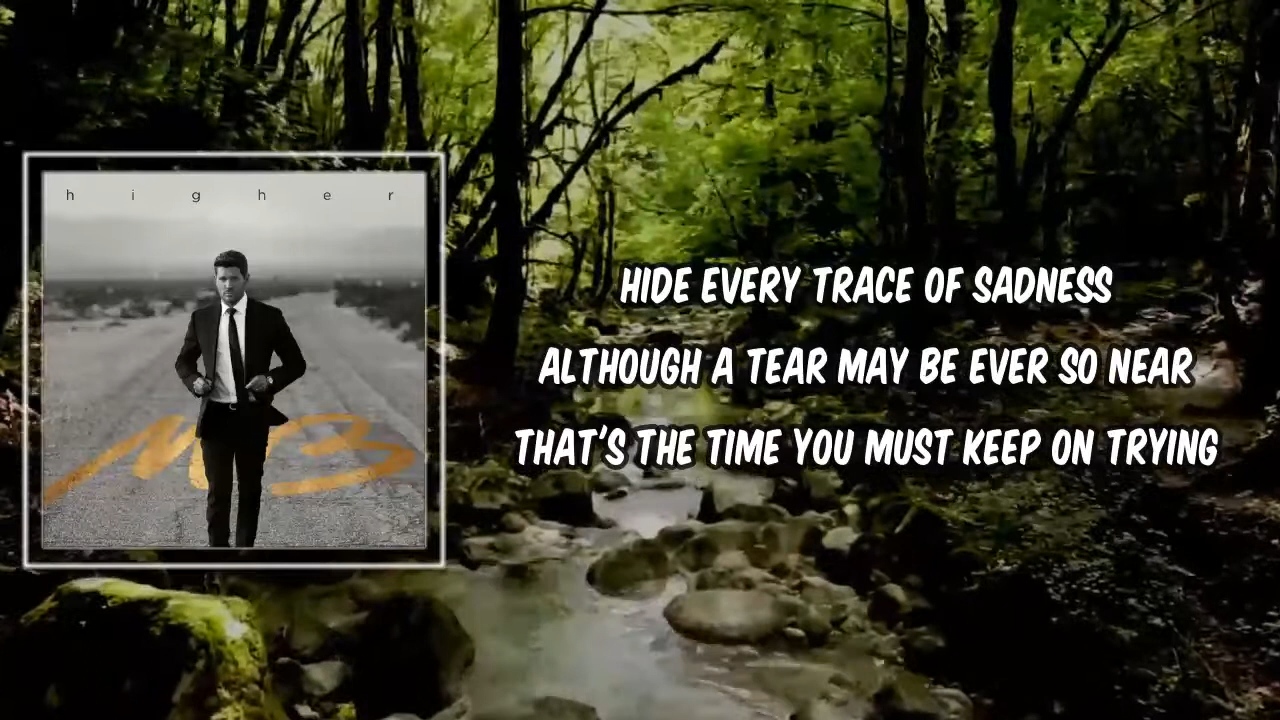 h i g h e r
MB
HIDE EVERY TRACE OF SADNESS
ALTHOUGH A TEAR MAY BE EVER SO NEAR
THAT'S THE TIME YOU MUST KEEP ON TRYING